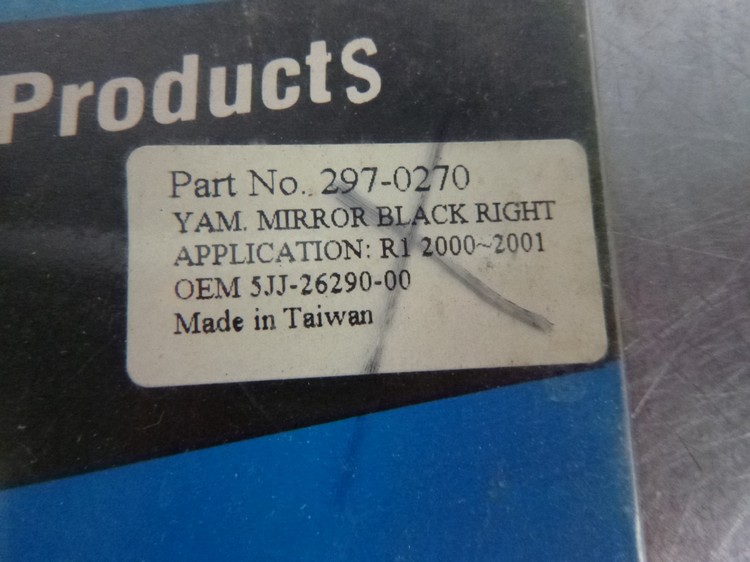 Products
Part No.. 297-0270
YAM. MIRROR BLACK RIGHT
APPLICATION: R1 2000~2001
OEM 5JJ-26290-00
Made in Taiwan